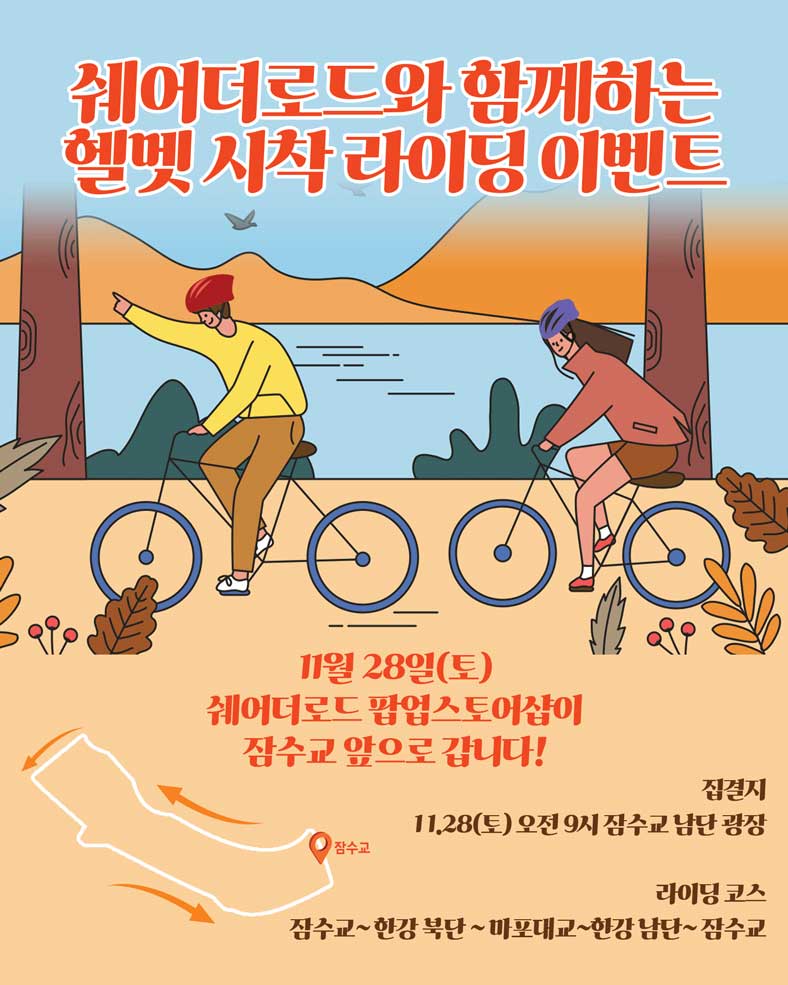 쉐어더로드와 함께하는
헬멧 시착 라이딩 이벤트
11월 28일(토)
쉐어더로드 팝업스토어샵이
잠수교 앞으로 갑니다!
집결지
11.28(토) 오전 9시 잠수교 남단 광장
잠수교
라이딩 코스
잠수교~ 한강 북단 ~ 마포대교~한강 남단~ 잠수교